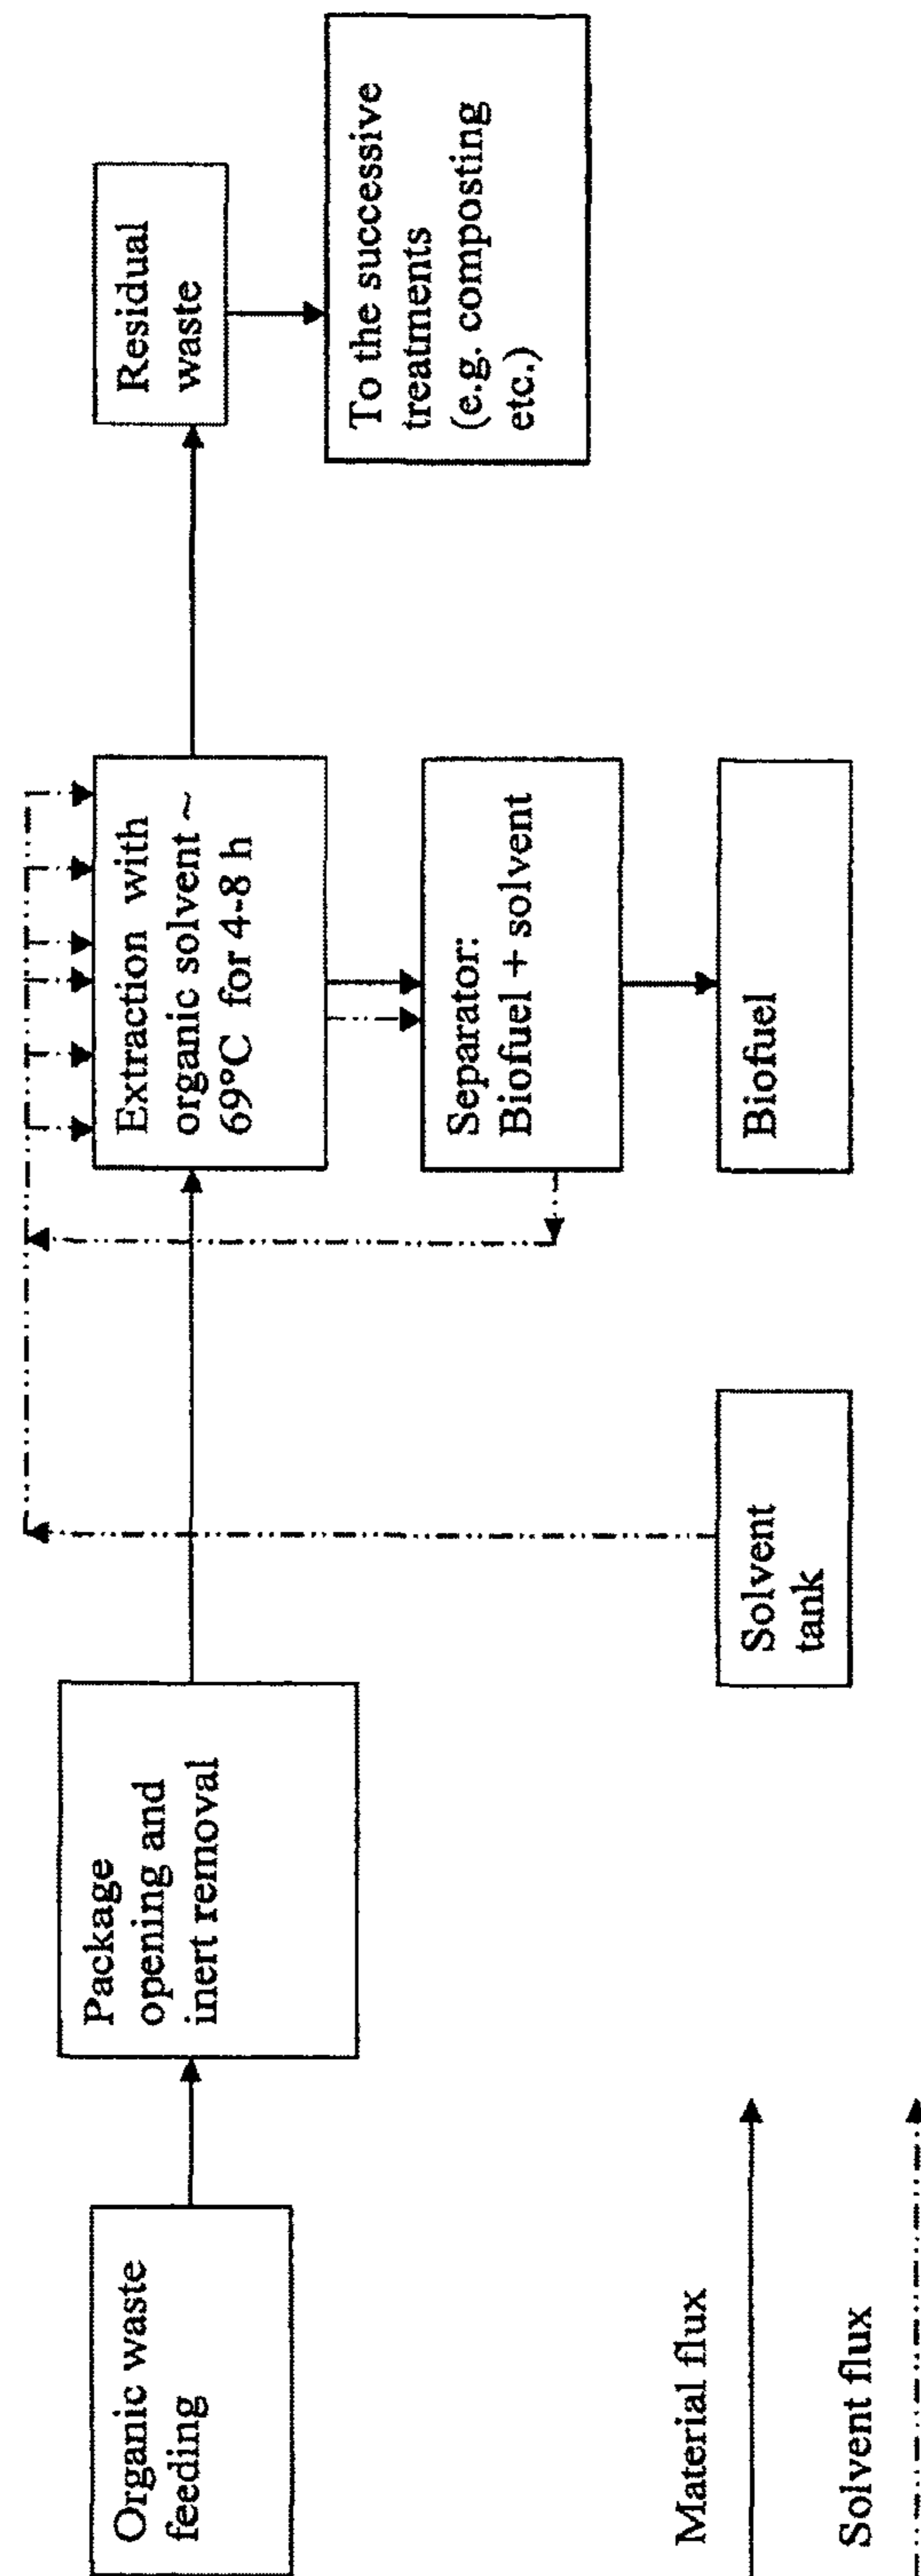 Organic waste
feeding
Package
opening and
inert removal
Extraction with
organic solvent ~
69°C for 4-8 h
Residual
waste
To the successive
treatments
(e.g. composting
etc.)
Separator:
Biofuel + solvent
Solvent
tank
Biofuel
Material flux
Solvent flux